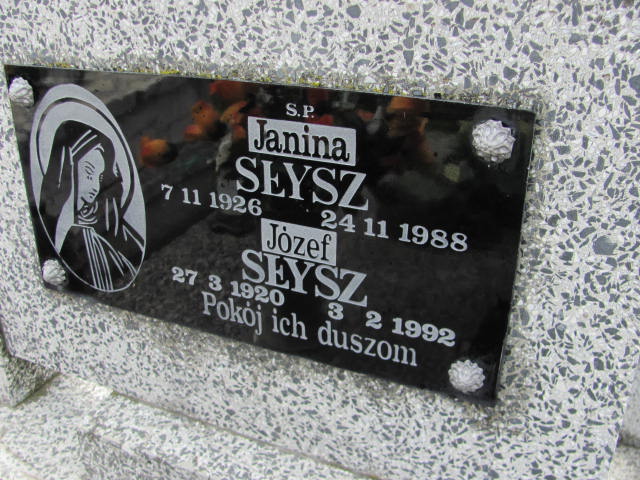 S.P.
Janina
SEYSZ
7 11 1926 24 11 1988
Józef
SEYSZ
27 3 1920 3 2 1992
Pokój ich duszom